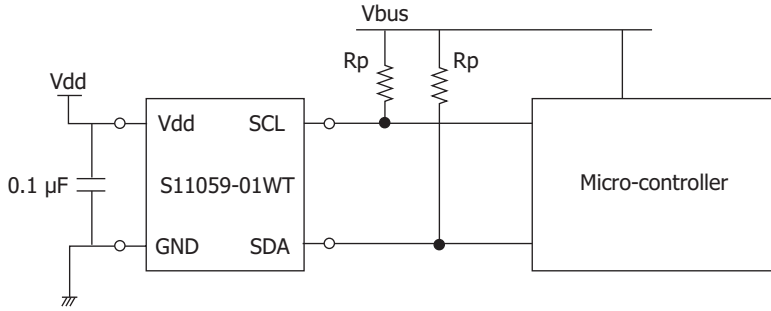 Vbus
Rp
Rp
Vdd
Vdd
SCL
0.1 µF
S11059-01WT
Micro-controller
GND
SDA